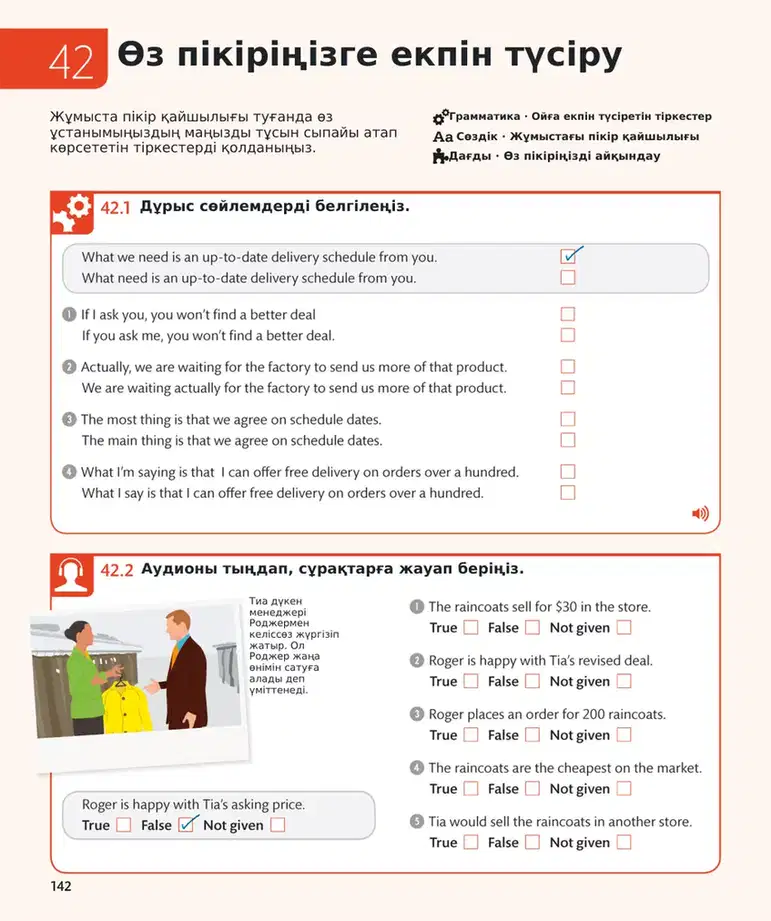 42
Өз пікіріңізге екпін түсіру
Жұмыста пікір қайшылығы туғанда өз
ұстанымыңыздың маңызды тұсын сыпайы атап
көрсететін тіркестерді қолданыңыз.
Грамматика · Ойға екпін түсіретін тіркестер
Aa Сөздік · Жұмыстағы пікір қайшылығы
Дағды · Өз пікіріңізді айқындау
42.1 Дұрыс сөйлемдерді белгілеңіз.
What we need is an up-to-date delivery schedule from you.
What need is an up-to-date delivery schedule from you.
1 If I ask you, you won't find a better deal
If you ask me, you won't find a better deal.
2 Actually, we are waiting for the factory to send us more of that product.
We are waiting actually for the factory to send us more of that product.
3 The most thing is that we agree on schedule dates.
The main thing is that we agree on schedule dates.
4 What I'm saying is that I can offer free delivery on orders over a hundred.
What I say is that I can offer free delivery on orders over a hundred.
42.2 Аудионы тыңдап, сұрақтарға жауап беріңіз.
Тиа дүкен
менеджері
Роджермен
келіссөз жүргізіп
жатыр. Ол
Роджер жаңа
өнімін сатуға
алады деп
үміттенеді.
Roger is happy with Tia's asking price.
True False Not given
1 The raincoats sell for $30 in the store.
True False Not given
2 Roger is happy with Tia's revised deal.
True False Not given
3 Roger places an order for 200 raincoats.
True False Not given
4 The raincoats are the cheapest on the market.
True False Not given
5 Tia would sell the raincoats in another store.
True False Not given
142